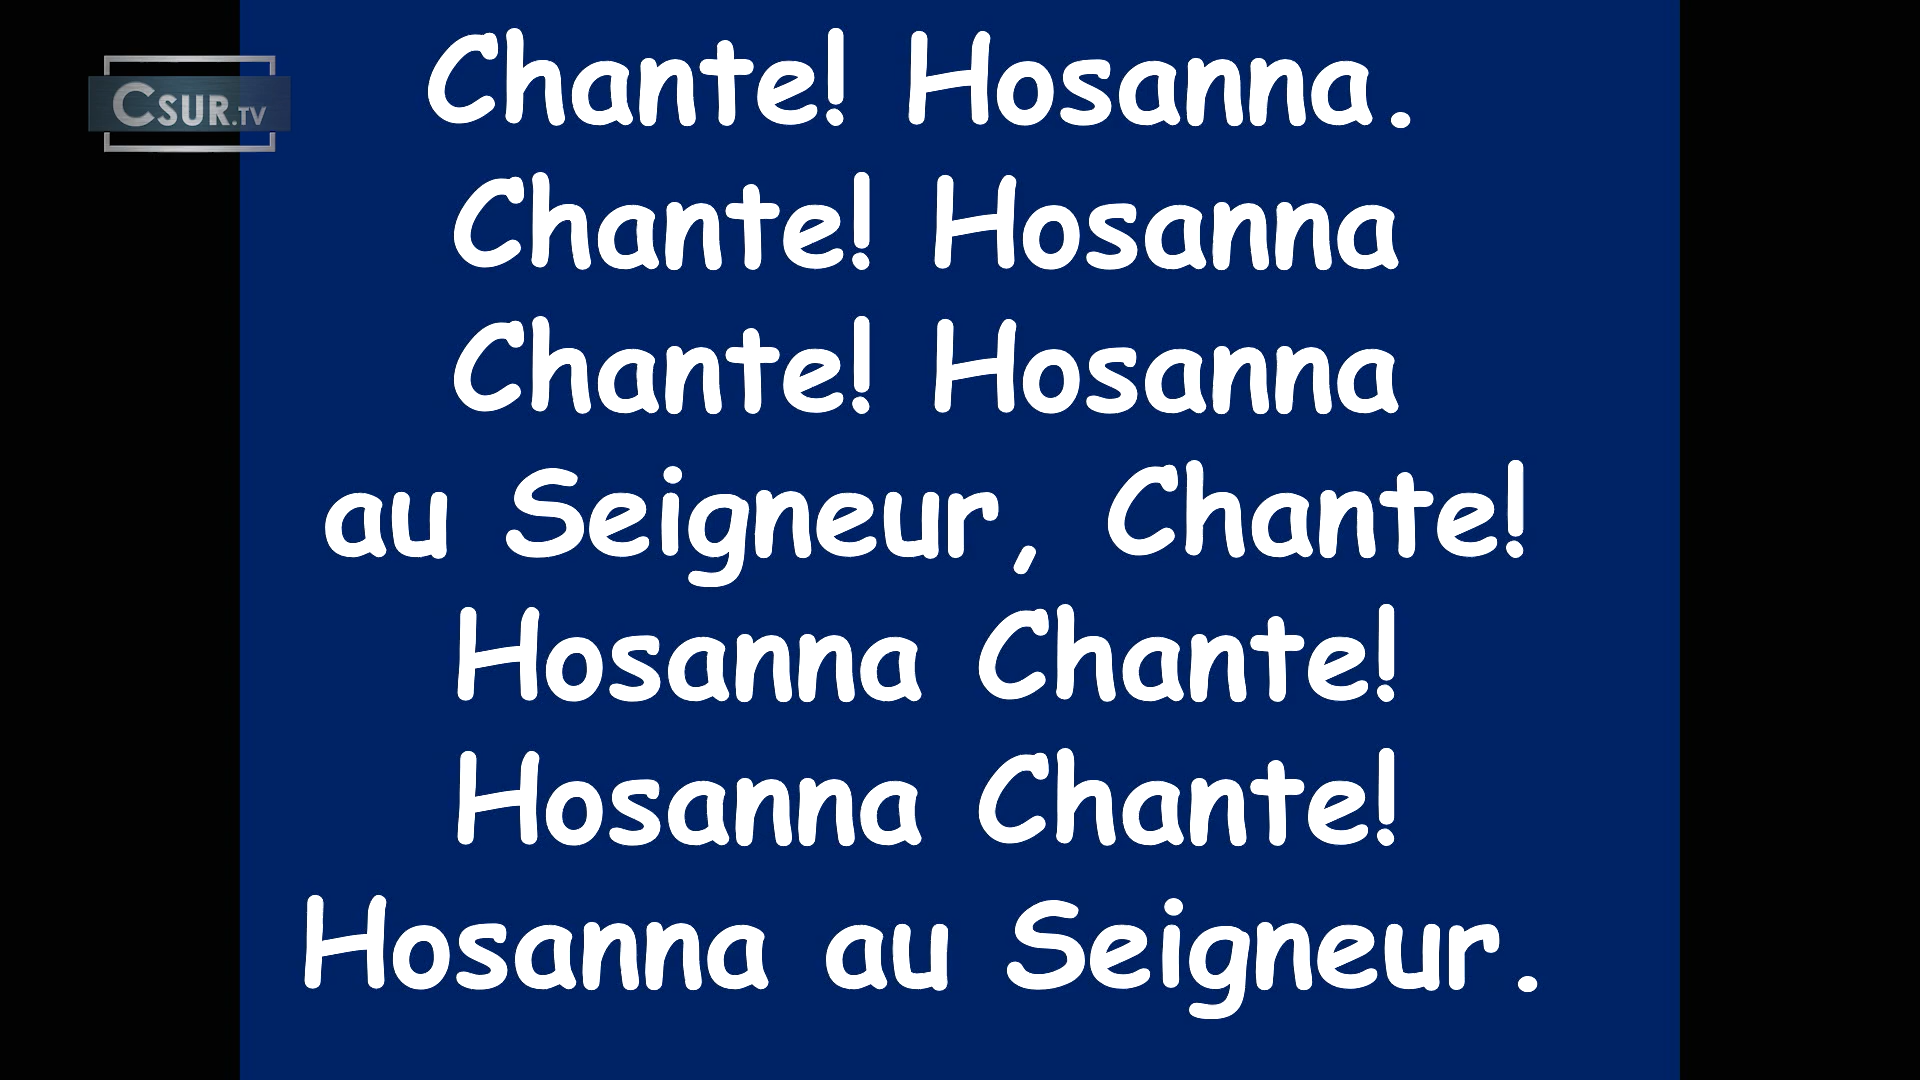 CSUR.TV
Chante! Hosanna.
Chante! Hosanna
Chante! Hosanna
au Seigneur, Chante!
Hosanna Chante!
Hosanna Chante!
Hosanna au Seigneur.